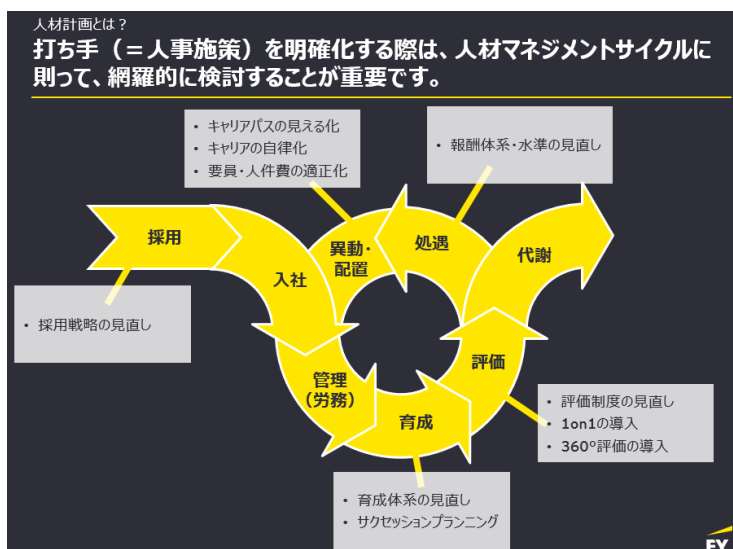 人材計画とは？
打ち手（＝人事施策）を明確化する際は、人材マネジメントサイクルに
則って、網羅的に検討することが重要です。
• キャリアパスの見える化
• キャリアの自律化
• 要員・人件費の適正化
• 報酬体系・水準の見直し
採用
入社
異動・
配置
処遇
代謝
• 採用戦略の見直し
管理
（労務）
育成
評価
• 評価制度の見直し
• 1on1の導入
• 360°評価の導入
• 育成体系の見直し
• サクセッションプランニング
EY